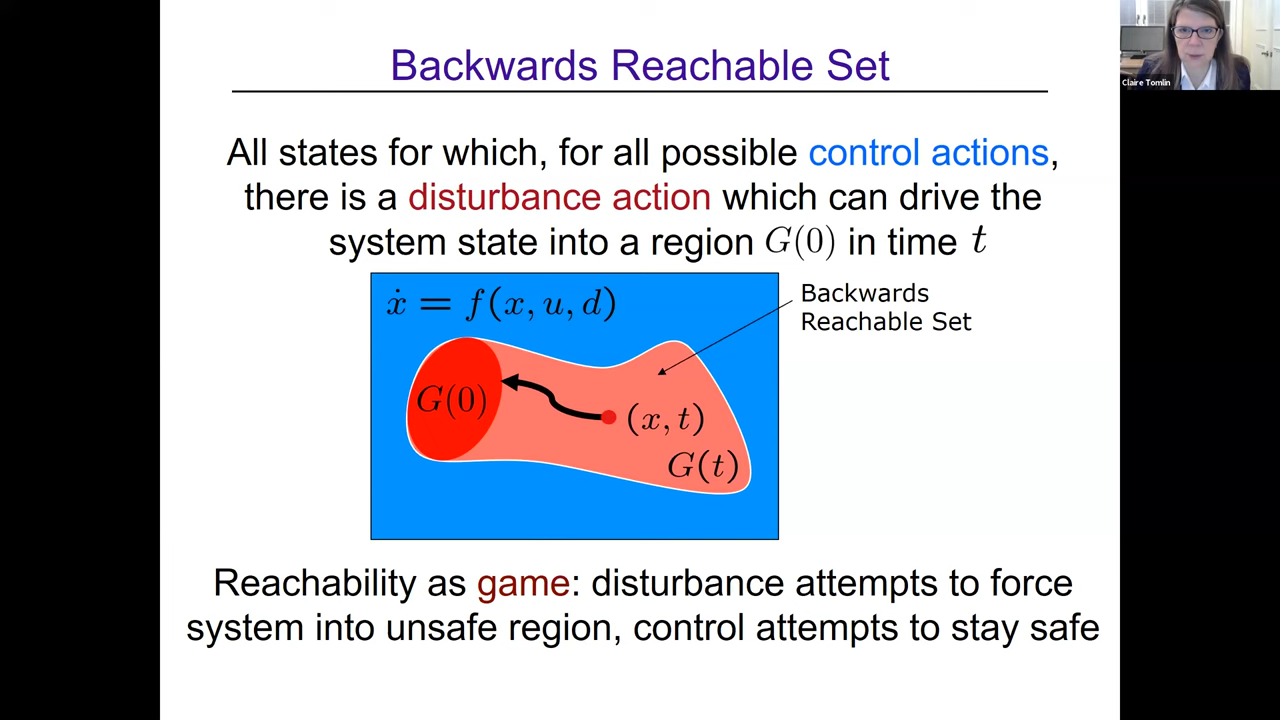 Backwards Reachable Set
Claire Tomlin
All states for which, for all possible control actions,
there is a disturbance action which can drive the
system state into a region G(0) in time t
ẋ = f(x, u, d)
Backwards
Reachable Set
G(0)
(x, t)
G(t)
Reachability as game: disturbance attempts to force
system into unsafe region, control attempts to stay safe